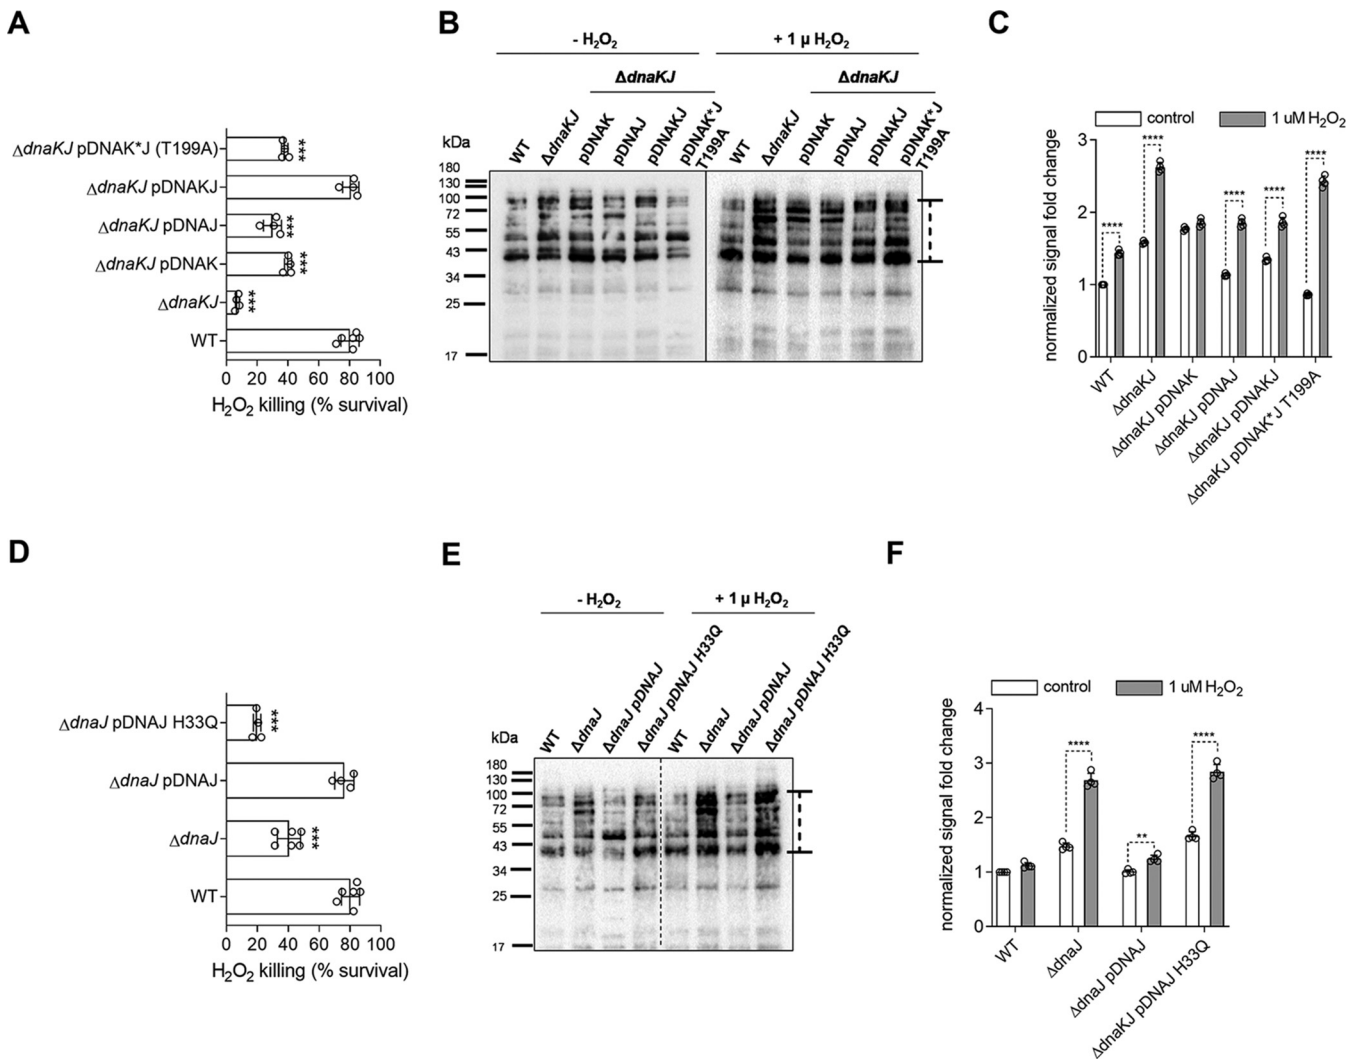 A
ΔdnaKJ pDNAK*J (T199A)
ΔdnaKJ pDNAKJ
ΔdnaKJ pDNAJ
ΔdnaKJ pDNAK
ΔdnaKJ
WT
***
***
***
***
0 20 40 60 80 100
H2O2 killing (% survival)
B
- H2O2
+ 1 μ H2O2
ΔdnaKJ
ΔdnaKJ
kDa
WT
ΔdnaKJ
pDNAK
pDNAJ
pDNAKJ
pDNAK*J
T199A
WT
ΔdnaKJ
pDNAK
pDNAJ
pDNAKJ
pDNAK*J
T199A
180
130
100
72
55
43
34
25
17
C
control
1 uM H2O2
normalized signal fold change
3
2
1
0
****
****
****
****
****
WT
ΔdnaKJ
ΔdnaKJ pDNAK
ΔdnaKJ pDNAJ
ΔdnaKJ pDNAKJ
ΔdnaKJ pDNAK*J T199A
D
ΔdnaJ pDNAJ H33Q
ΔdnaJ pDNAJ
ΔdnaJ
WT
***
***
0 20 40 60 80 100
H2O2 killing (% survival)
E
- H2O2
+ 1 μ H2O2
kDa
WT
ΔdnaJ
ΔdnaJ pDNAJ
ΔdnaJ pDNAJ H33Q
WT
ΔdnaJ
ΔdnaJ pDNAJ
ΔdnaJ pDNAJ H33Q
180
130
100
72
55
43
34
25
17
F
control
1 uM H2O2
normalized signal fold change
4
3
2
1
0
****
**
****
WT
ΔdnaJ
ΔdnaJ pDNAJ
ΔdnaKJ pDNAJ H33Q